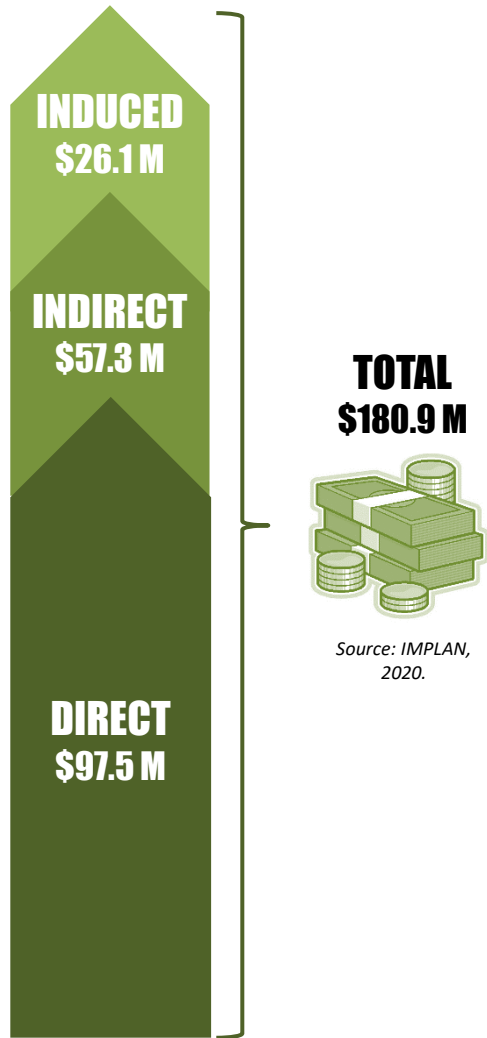 INDUCED
$26.1 M
INDIRECT
$57.3 M
TOTAL
$180.9 M
Source: IMPLAN,
2020.
DIRECT
$97.5 M